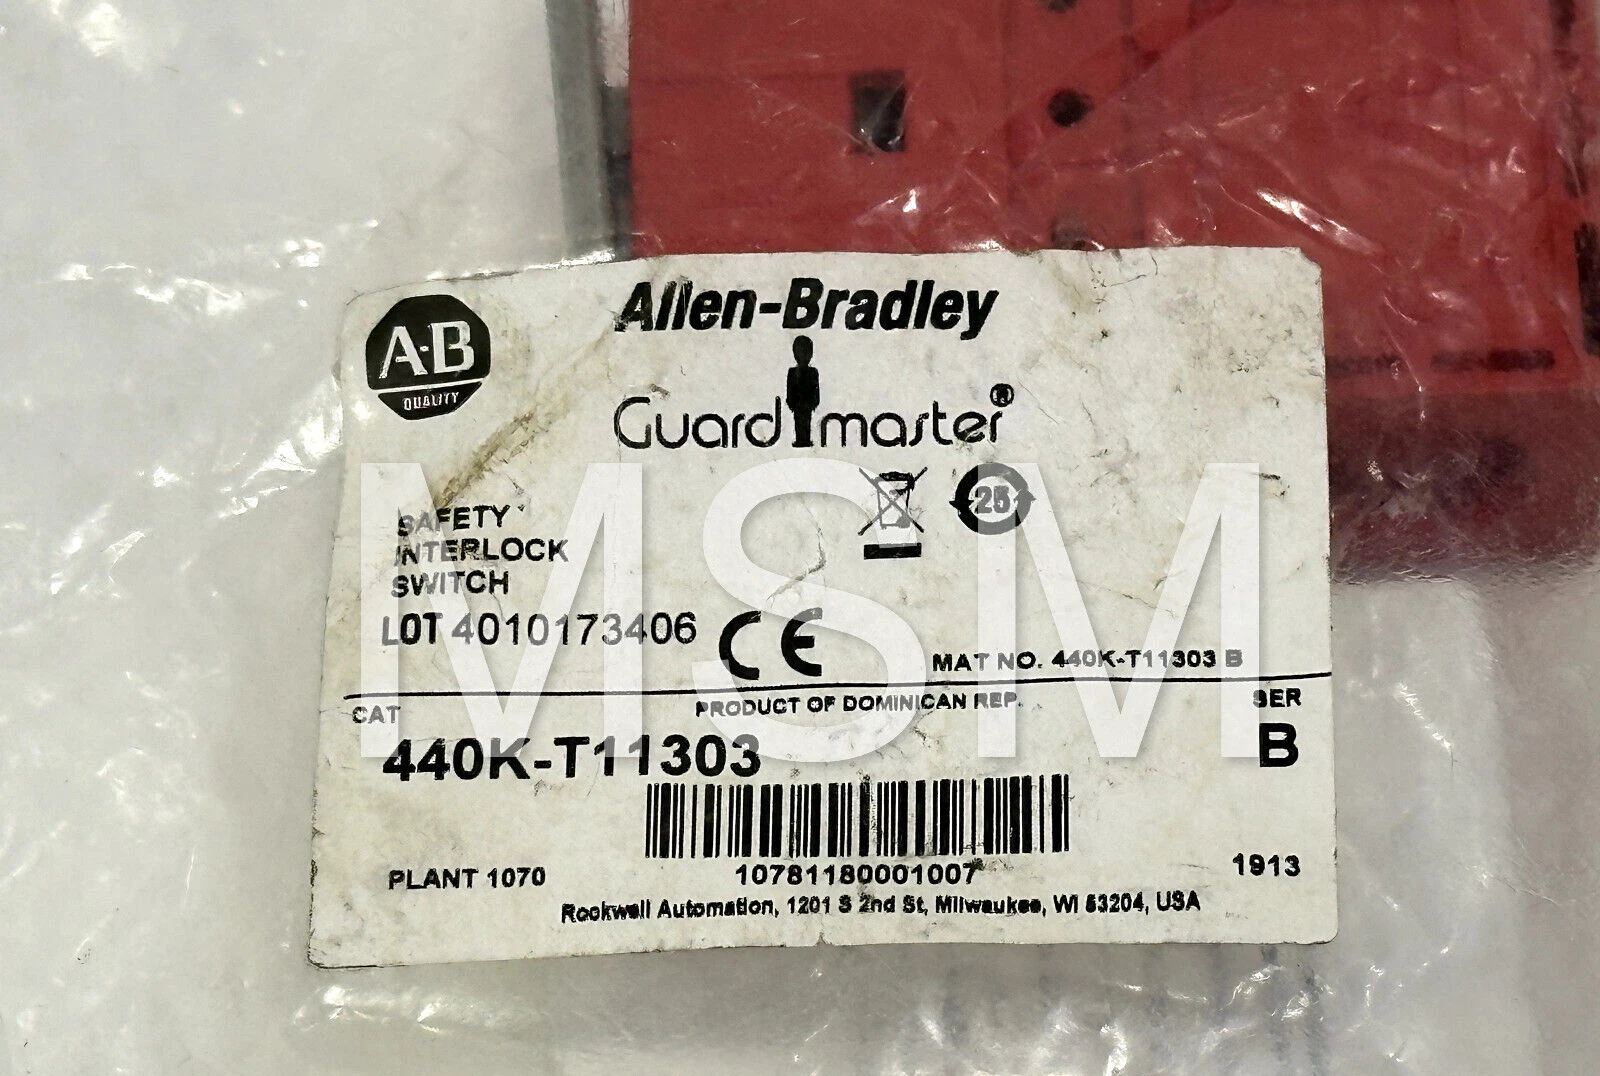 Allen-Bradley
A-B
QUALITY
Guardmaster®
25
SAFETY
INTERLOCK
SWITCH
LOT 4010173406
CE
MAT NO. 440K-T11303 B
MSM
CAT
PRODUCT OF DOMINICAN REP.
SER
440K-T11303
B
PLANT 1070
10781180001007
1913
Rockwell Automation, 1201 S 2nd St, Milwaukee, WI 53204, USA